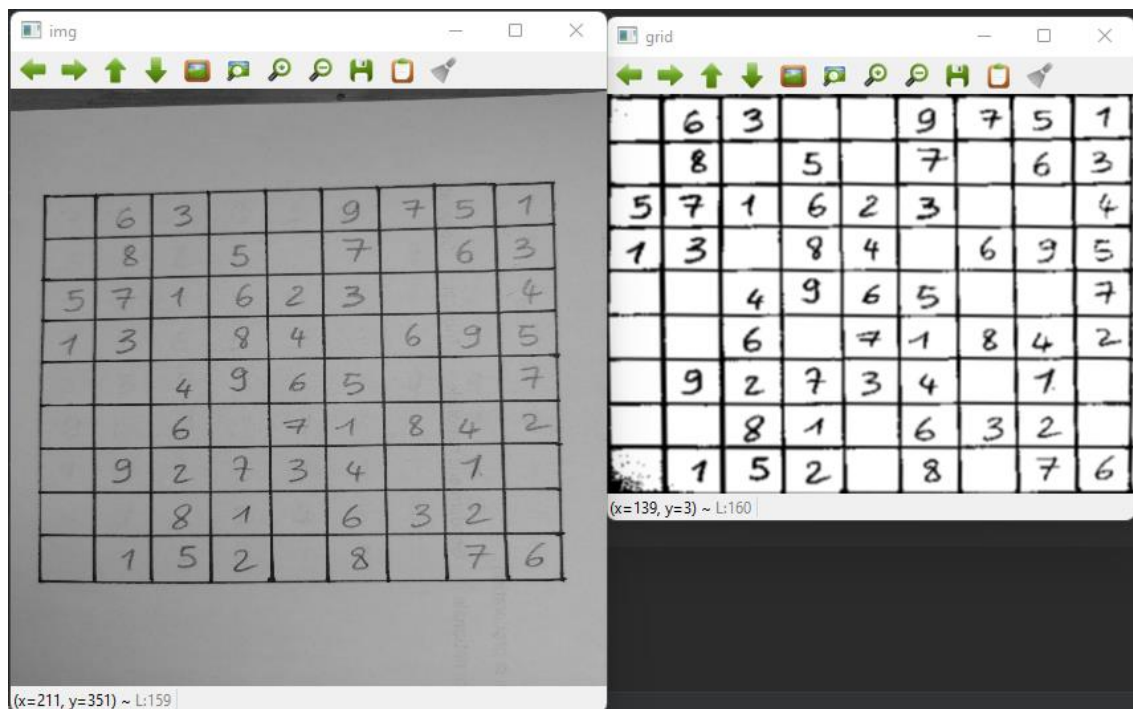 img
6 3 9 7 5 1
8 5 7 6 3
5 7 1 6 2 3 4
1 3 8 4 6 9 5
4 9 6 5 7
6 7 1 8 4 2
9 2 7 3 4 1
8 1 6 3 2
1 5 2 8 7 6
(x=211, y=351) ~ L:159
grid
6 3 9 7 5 1
8 5 7 6 3
5 7 1 6 2 3 4
1 3 8 4 6 9 5
4 9 6 5 7
6 7 1 8 4 2
9 2 7 3 4 1
8 1 6 3 2
1 5 2 8 7 6
(x=139, y=3) ~ L:160